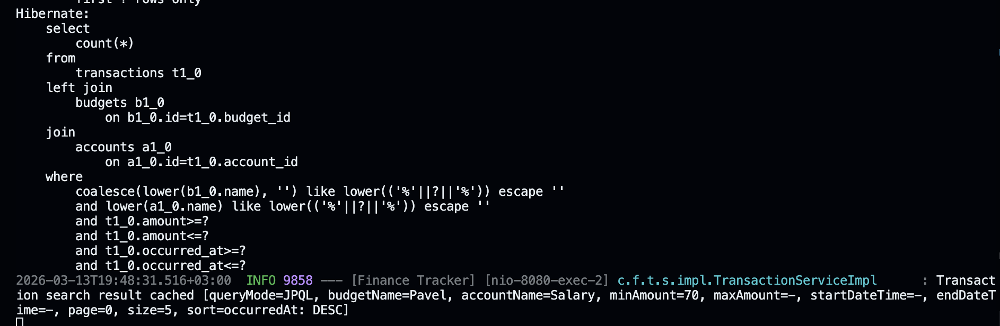 first ? rows only
Hibernate:
    select
        count(*)
    from
        transactions t1_0
    left join
        budgets b1_0
            on b1_0.id=t1_0.budget_id
    join
        accounts a1_0
            on a1_0.id=t1_0.account_id
    where
        coalesce(lower(b1_0.name), '') like lower(('%'||?||'%')) escape ''
        and lower(a1_0.name) like lower(('%'||?||'%')) escape ''
        and t1_0.amount>=?
        and t1_0.amount<=?
        and t1_0.occurred_at>=?
        and t1_0.occurred_at<=?
2026-03-13T19:48:31.516+03:00  INFO 9858 --- [Finance Tracker] [nio-8080-exec-2] c.f.t.s.impl.TransactionServiceImpl      : Transact
ion search result cached [queryMode=JPQL, budgetName=Pavel, accountName=Salary, minAmount=70, maxAmount=-, startDateTime=-, endDateT
ime=-, page=0, size=5, sort=occurredAt: DESC]